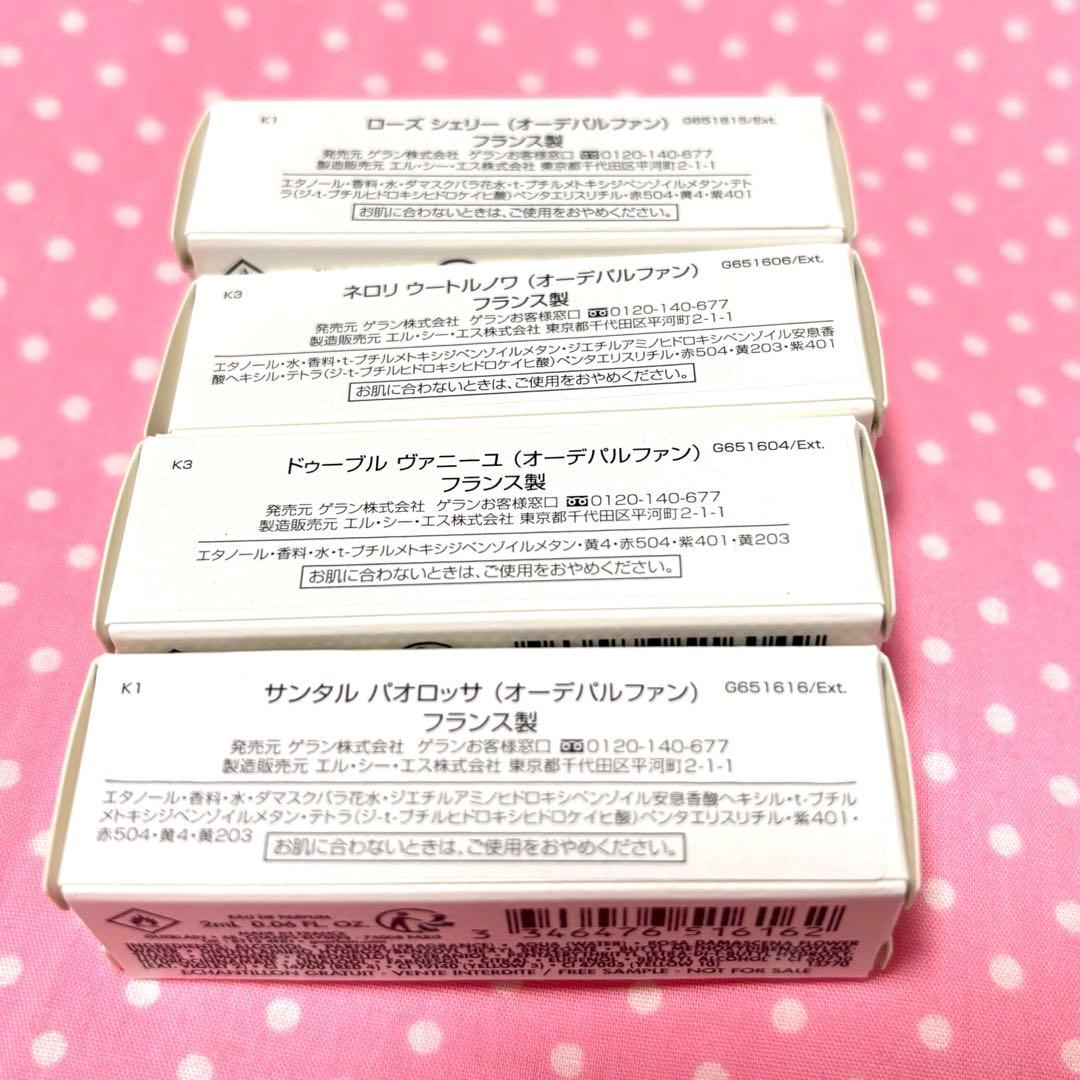 K1 ローズ シェリー (オーデパルファン) G651615/Ext.
フランス製
発売元 ゲラン株式会社 ゲランお客様窓口 0120-140-677
製造販売元 エル・シー・エス株式会社 東京都千代田区平河町2-1-1
エタノール・香料・水・ダマスクバラ花水・t-ブチルメトキシジベンゾイルメタン・テト
ラ(ジ-t-ブチルヒドロキシヒドロケイヒ酸)ペンタエリスリチル・赤504・黄4・紫401
お肌に合わないときは、ご使用をおやめください。
K3 ネロリ ウートルノワ (オーデパルファン) G651606/Ext.
フランス製
発売元 ゲラン株式会社 ゲランお客様窓口 0120-140-677
製造販売元 エル・シー・エス株式会社 東京都千代田区平河町2-1-1
エタノール・水・香料・t-ブチルメトキシジベンゾイルメタン・ジエチルアミノヒドロキシベンゾイル安息香
酸ヘキシル・テトラ(ジ-t-ブチルヒドロキシヒドロケイヒ酸)ペンタエリスリチル・赤504・黄203・紫401
お肌に合わないときは、ご使用をおやめください。
K3 ドゥーブル ヴァニーユ (オーデパルファン) G651604/Ext.
フランス製
発売元 ゲラン株式会社 ゲランお客様窓口 0120-140-677
製造販売元 エル・シー・エス株式会社 東京都千代田区平河町2-1-1
エタノール・香料・水・t-ブチルメトキシジベンゾイルメタン・黄4・赤504・紫401・黄203
お肌に合わないときは、ご使用をおやめください。
K1 サンタル パオロッサ (オーデパルファン) G651616/Ext.
フランス製
発売元 ゲラン株式会社 ゲランお客様窓口 0120-140-677
製造販売元 エル・シー・エス株式会社 東京都千代田区平河町2-1-1
エタノール・香料・水・ダマスクバラ花水・ジエチルアミノヒドロキシベンゾイル安息香酸ヘキシル・t-ブチル
メトキシジベンゾイルメタン・テトラ(ジ-t-ブチルヒドロキシヒドロケイヒ酸)ペンタエリスリチル・紫401・
赤504・黄4・黄203
お肌に合わないときは、ご使用をおやめください。
EAU DE PARFUM
2mL 0.06 FL. OZ.
3 346476 516162
ECHANTILLON GRATUIT - VENTE INTERDITE / FREE SAMPLE - NOT FOR SALE